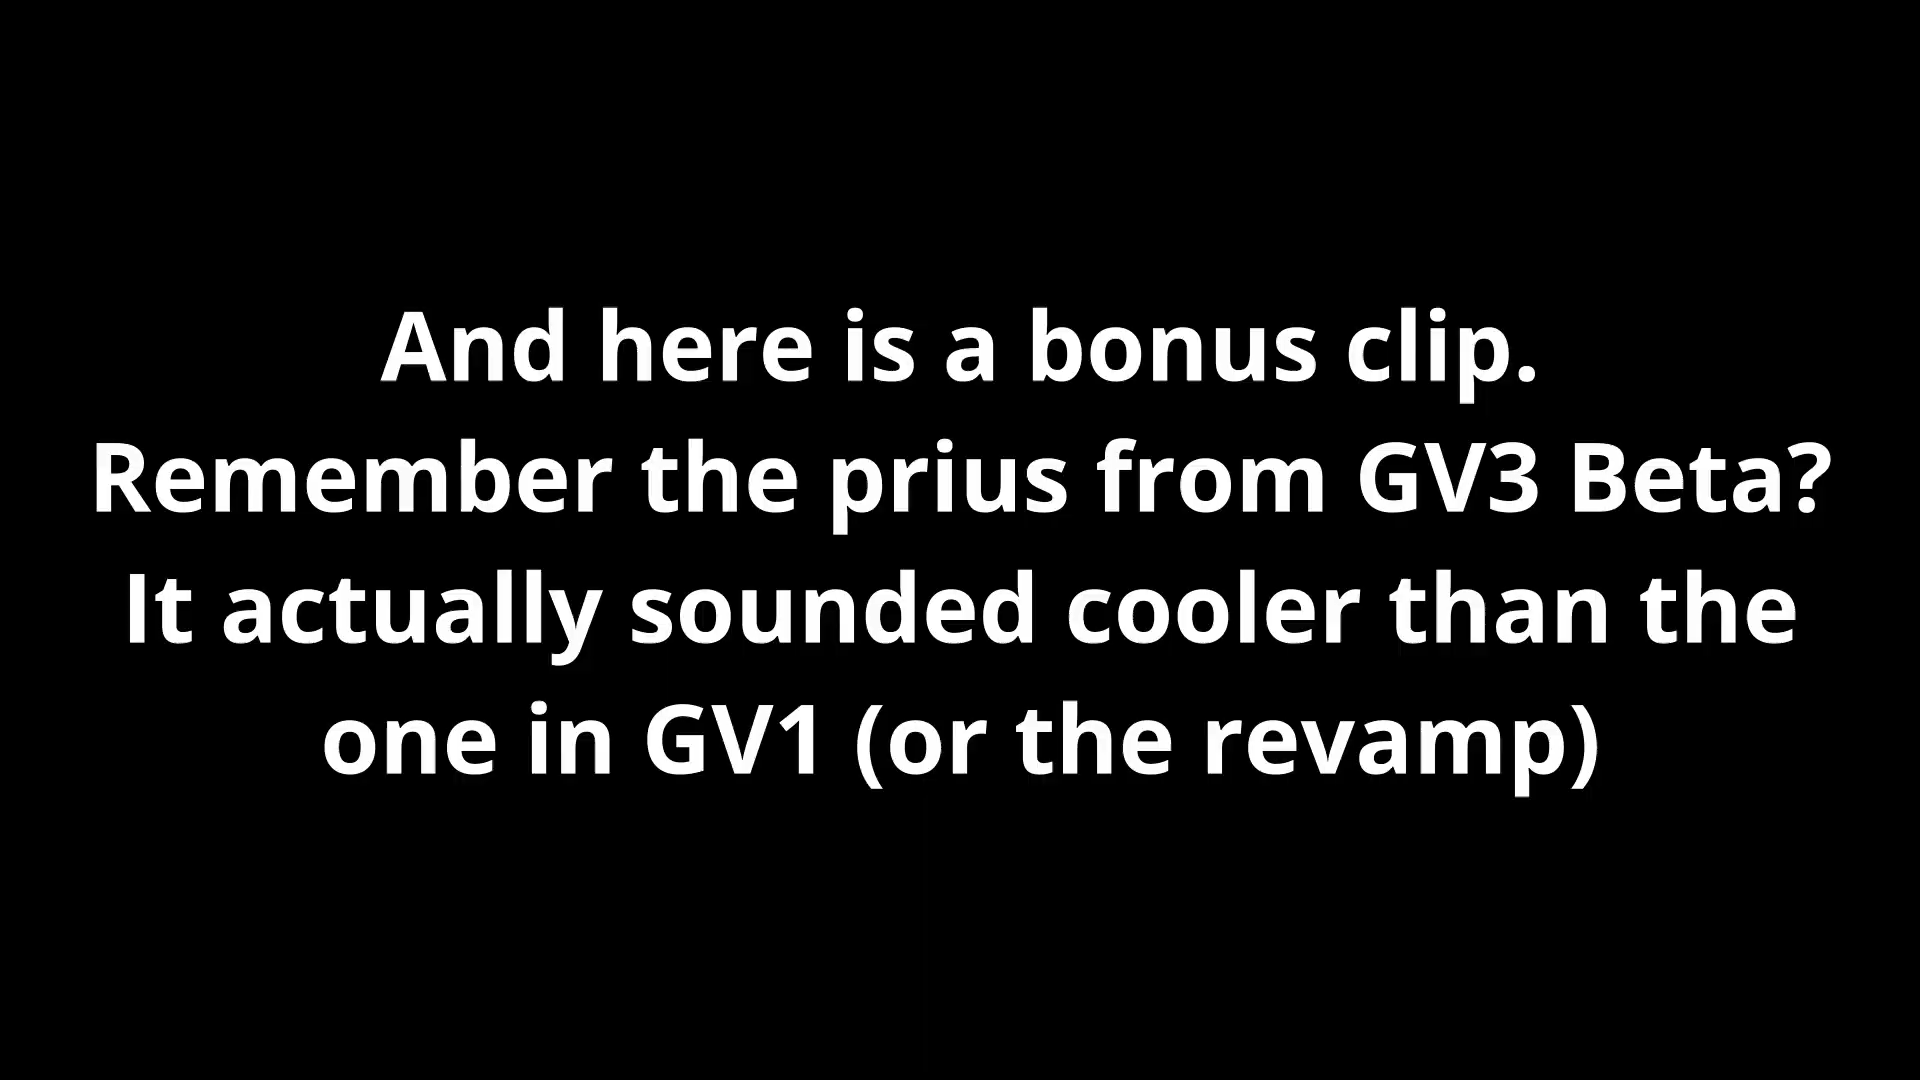 And here is a bonus clip.
Remember the prius from GV3 Beta?
It actually sounded cooler than the
one in GV1 (or the revamp)